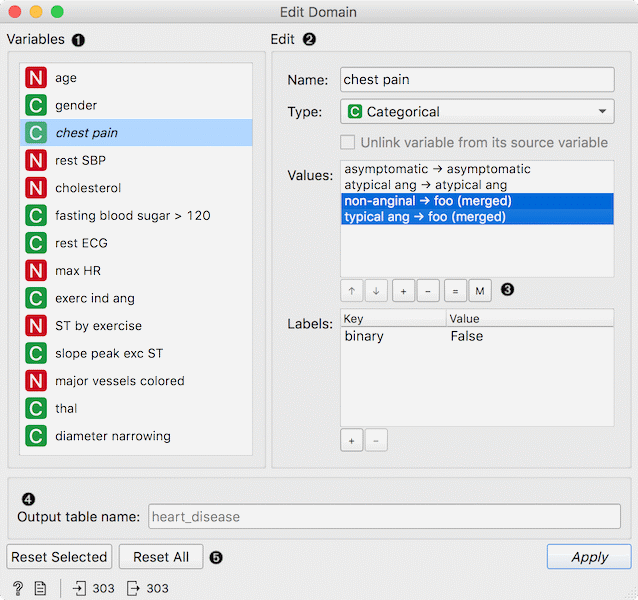 Edit Domain
Variables ❶
Edit ❷
N age
C gender
C chest pain
N rest SBP
N cholesterol
C fasting blood sugar > 120
C rest ECG
N max HR
C exerc ind ang
N ST by exercise
C slope peak exc ST
N major vessels colored
C thal
C diameter narrowing
Name: chest pain
Type: C Categorical
Unlink variable from its source variable
Values:
asymptomatic → asymptomatic
atypical ang → atypical ang
non-anginal → foo (merged)
typical ang → foo (merged)
↑ ↓ + − = M ❸
Labels:
Key Value
binary False
+ −
❹
Output table name: heart_disease
Reset Selected Reset All ❺ Apply
? 303 303